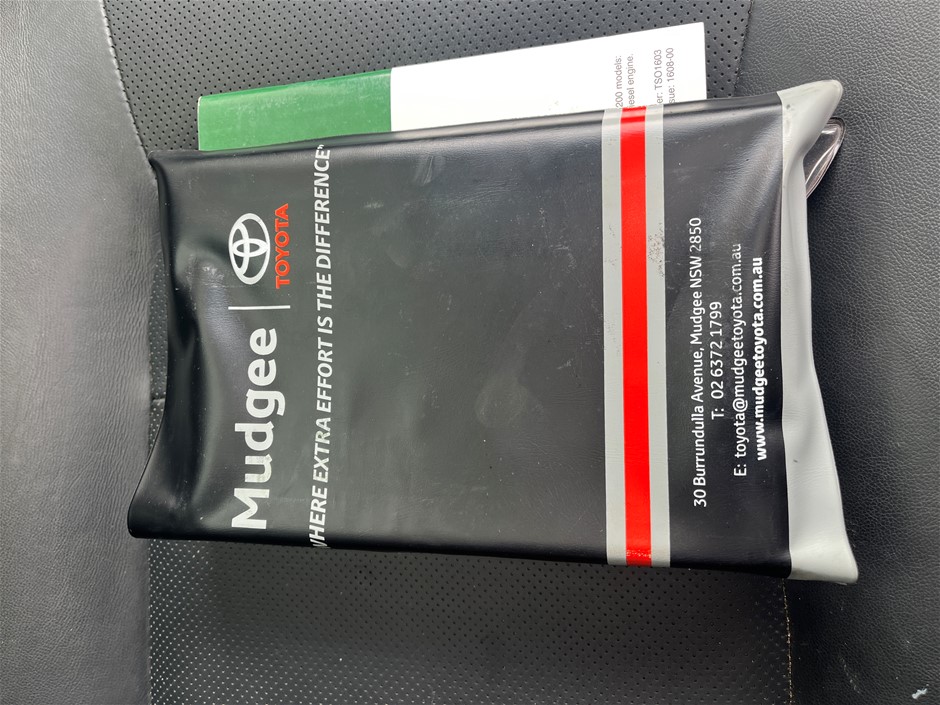 Mudgee | TOYOTA
WHERE EXTRA EFFORT IS THE DIFFERENCE
30 Burrundulla Avenue, Mudgee NSW 2850
T: 02 6372 1799
E: toyota@mudgeetoyota.com.au
www.mudgeetoyota.com.au
200 models:
esel engine.
er: TSO1603
sue: 1608-00